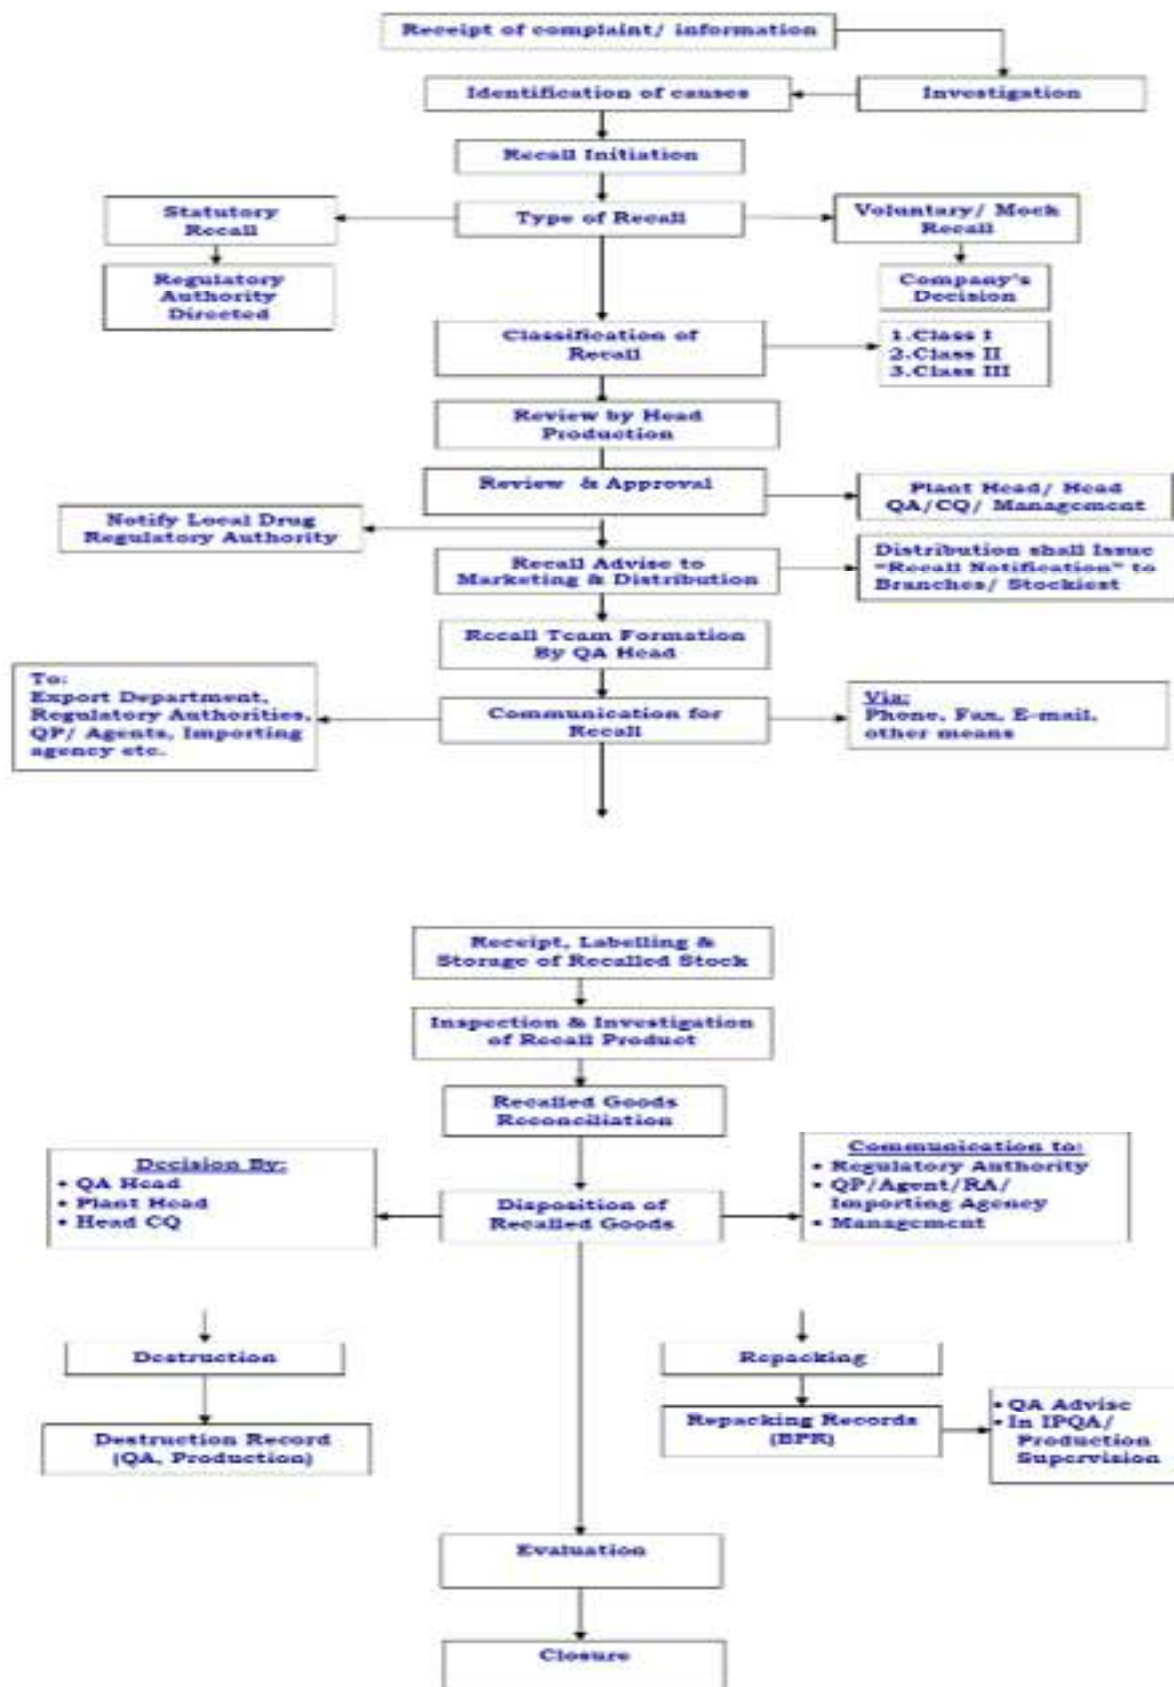 Receipt of complaint/ information
Identification of causes
Investigation
Recall Initiation
Statutory
Recall
Type of Recall
Voluntary/ Mock
Recall
Regulatory
Authority
Directed
Company's
Decision
Classification of
Recall
1.Class I
2.Class II
3.Class III
Review by Head
Production
Review & Approval
Plant Head/ Head
QA/CQ/ Management
Notify Local Drug
Regulatory Authority
Recall Advise to
Marketing & Distribution
Distribution shall Issue
"Recall Notification" to
Branches/ Stockiest
Recall Team Formation
By QA Head
To:
Export Department,
Regulatory Authorities,
QP/ Agents, Importing
agency etc.
Communication for
Recall
Via:
Phone, Fax, E-mail,
other means
Receipt, Labelling &
Storage of Recalled Stock
Inspection & Investigation
of Recall Product
Recalled Goods
Reconciliation
Decision By:
• QA Head
• Plant Head
• Head CQ
Disposition of
Recalled Goods
Communication to:
• Regulatory Authority
• QP/Agent/RA/
Importing Agency
• Management
Destruction
Repacking
Destruction Record
(QA, Production)
Repacking Records
(BPR)
• QA Advise
• In IPQA/
Production
Supervision
Evaluation
Closure